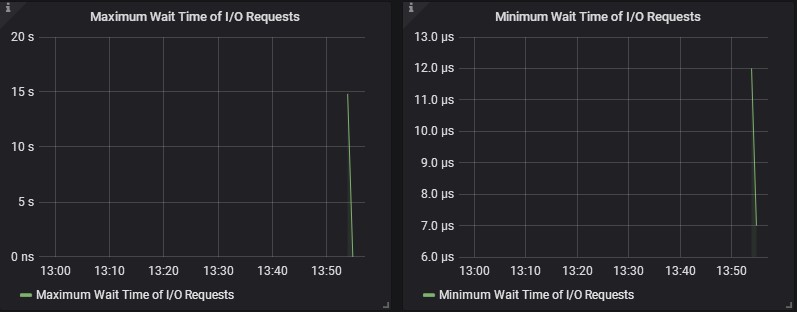 Maximum Wait Time of I/O Requests
20 s
15 s
10 s
5 s
0 ns
13:00 13:10 13:20 13:30 13:40 13:50
Maximum Wait Time of I/O Requests
Minimum Wait Time of I/O Requests
13.0 µs
12.0 µs
11.0 µs
10.0 µs
9.0 µs
8.0 µs
7.0 µs
6.0 µs
13:00 13:10 13:20 13:30 13:40 13:50
Minimum Wait Time of I/O Requests